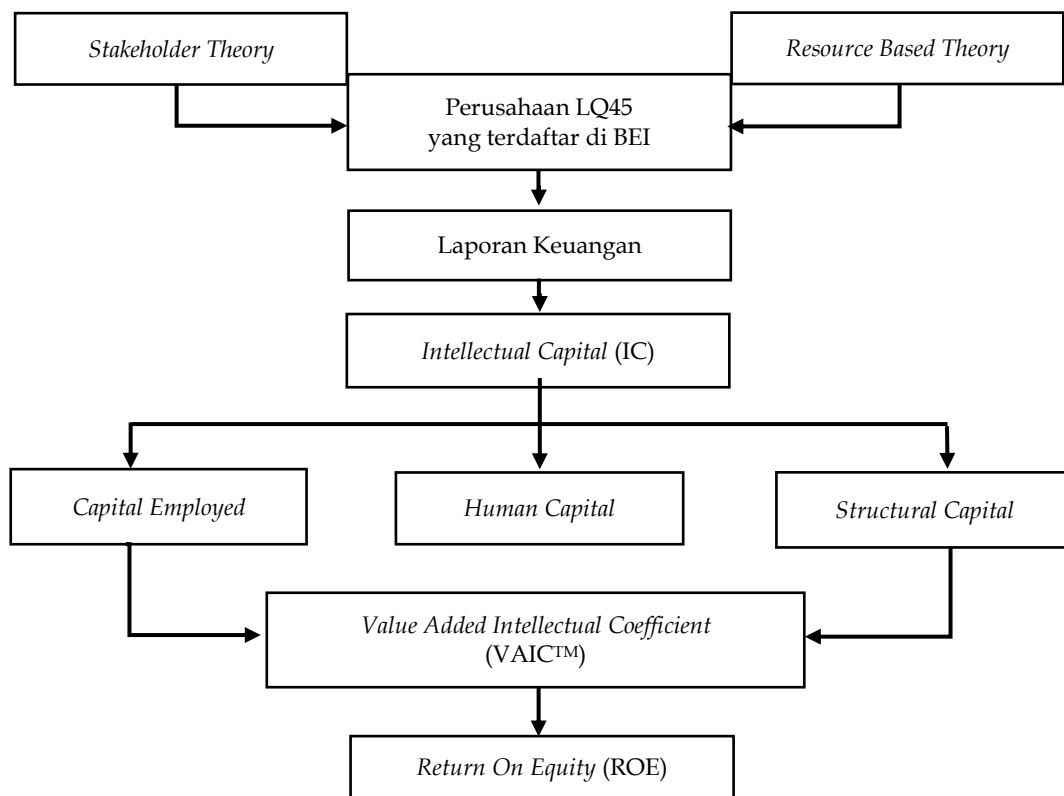 Stakeholder Theory
Resource Based Theory
Perusahaan LQ45
yang terdaftar di BEI
Laporan Keuangan
Intellectual Capital (IC)
Capital Employed
Human Capital
Structural Capital
Value Added Intellectual Coefficient
(VAIC™)
Return On Equity (ROE)